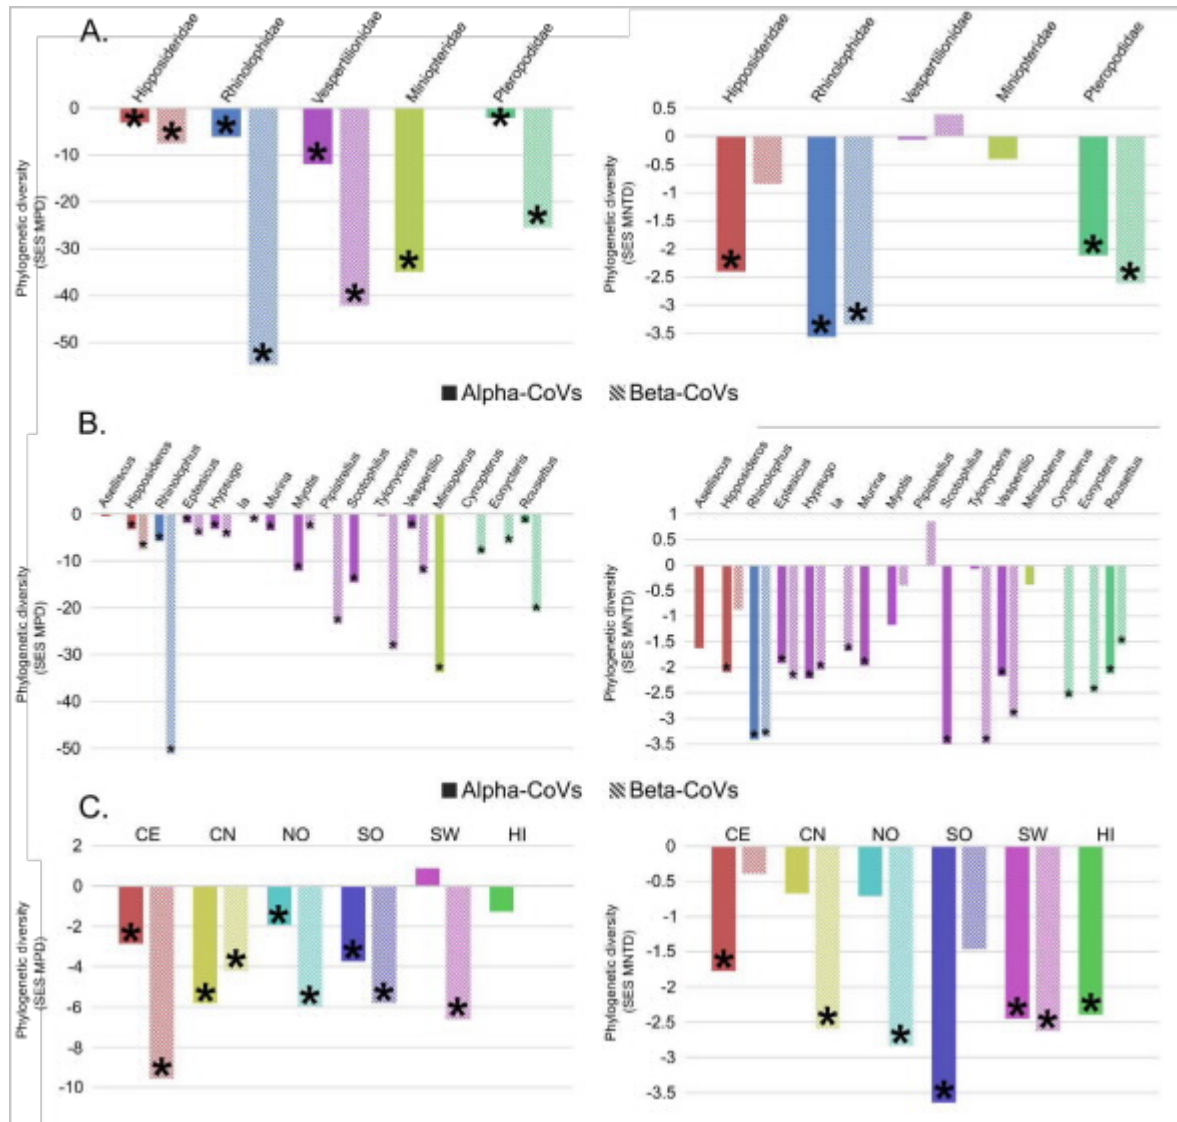 A.
Hipposideridae
Rhinolophidae
Vespertilionidae
Miniopteridae
Pteropodidae
0
-10
-20
-30
-40
-50
Phylogenetic diversity
(SES MPD)
Hipposideridae
Rhinolophidae
Vespertilionidae
Miniopteridae
Pteropodidae
0.5
0
-0.5
-1
-1.5
-2
-2.5
-3
-3.5
Phylogenetic diversity
(SES MNTD)
Alpha-CoVs Beta-CoVs
B.
Aselliscus
Hipposideros
Rhinolophus
Eptesicus
Hypsugo
Ia
Murina
Myotis
Pipistrellus
Scotophilus
Tylonycteris
Vespertilio
Miniopterus
Cynopterus
Eonycteris
Rousettus
0
-10
-20
-30
-40
-50
Phylogenetic diversity
(SES MPD)
Aselliscus
Hipposideros
Rhinolophus
Eptesicus
Hypsugo
Ia
Murina
Myotis
Pipistrellus
Scotophilus
Tylonycteris
Vespertilio
Miniopterus
Cynopterus
Eonycteris
Rousettus
1
0.5
0
-0.5
-1
-1.5
-2
-2.5
-3
-3.5
Phylogenetic diversity
(SES MNTD)
Alpha-CoVs Beta-CoVs
C.
CE CN NO SO SW HI
2
0
-2
-4
-6
-8
-10
Phylogenetic diversity
(SES MPD)
CE CN NO SO SW HI
0
-0.5
-1
-1.5
-2
-2.5
-3
-3.5
Phylogenetic diversity
(SES MNTD)